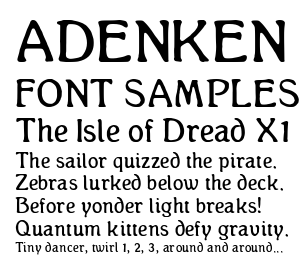 ADENKEN
FONT SAMPLES
The Isle of Dread X1
The sailor quizzed the pirate.
Zebras lurked below the deck.
Before yonder light breaks!
Quantum kittens defy gravity.
Tiny dancer, twirl 1, 2, 3, around and around...